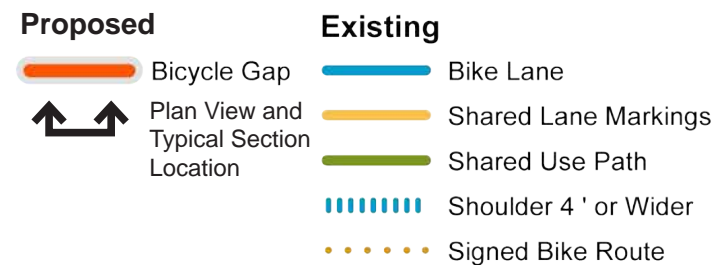 Proposed
Bicycle Gap
Plan View and
Typical Section
Location
Existing
Bike Lane
Shared Lane Markings
Shared Use Path
Shoulder 4 ' or Wider
Signed Bike Route